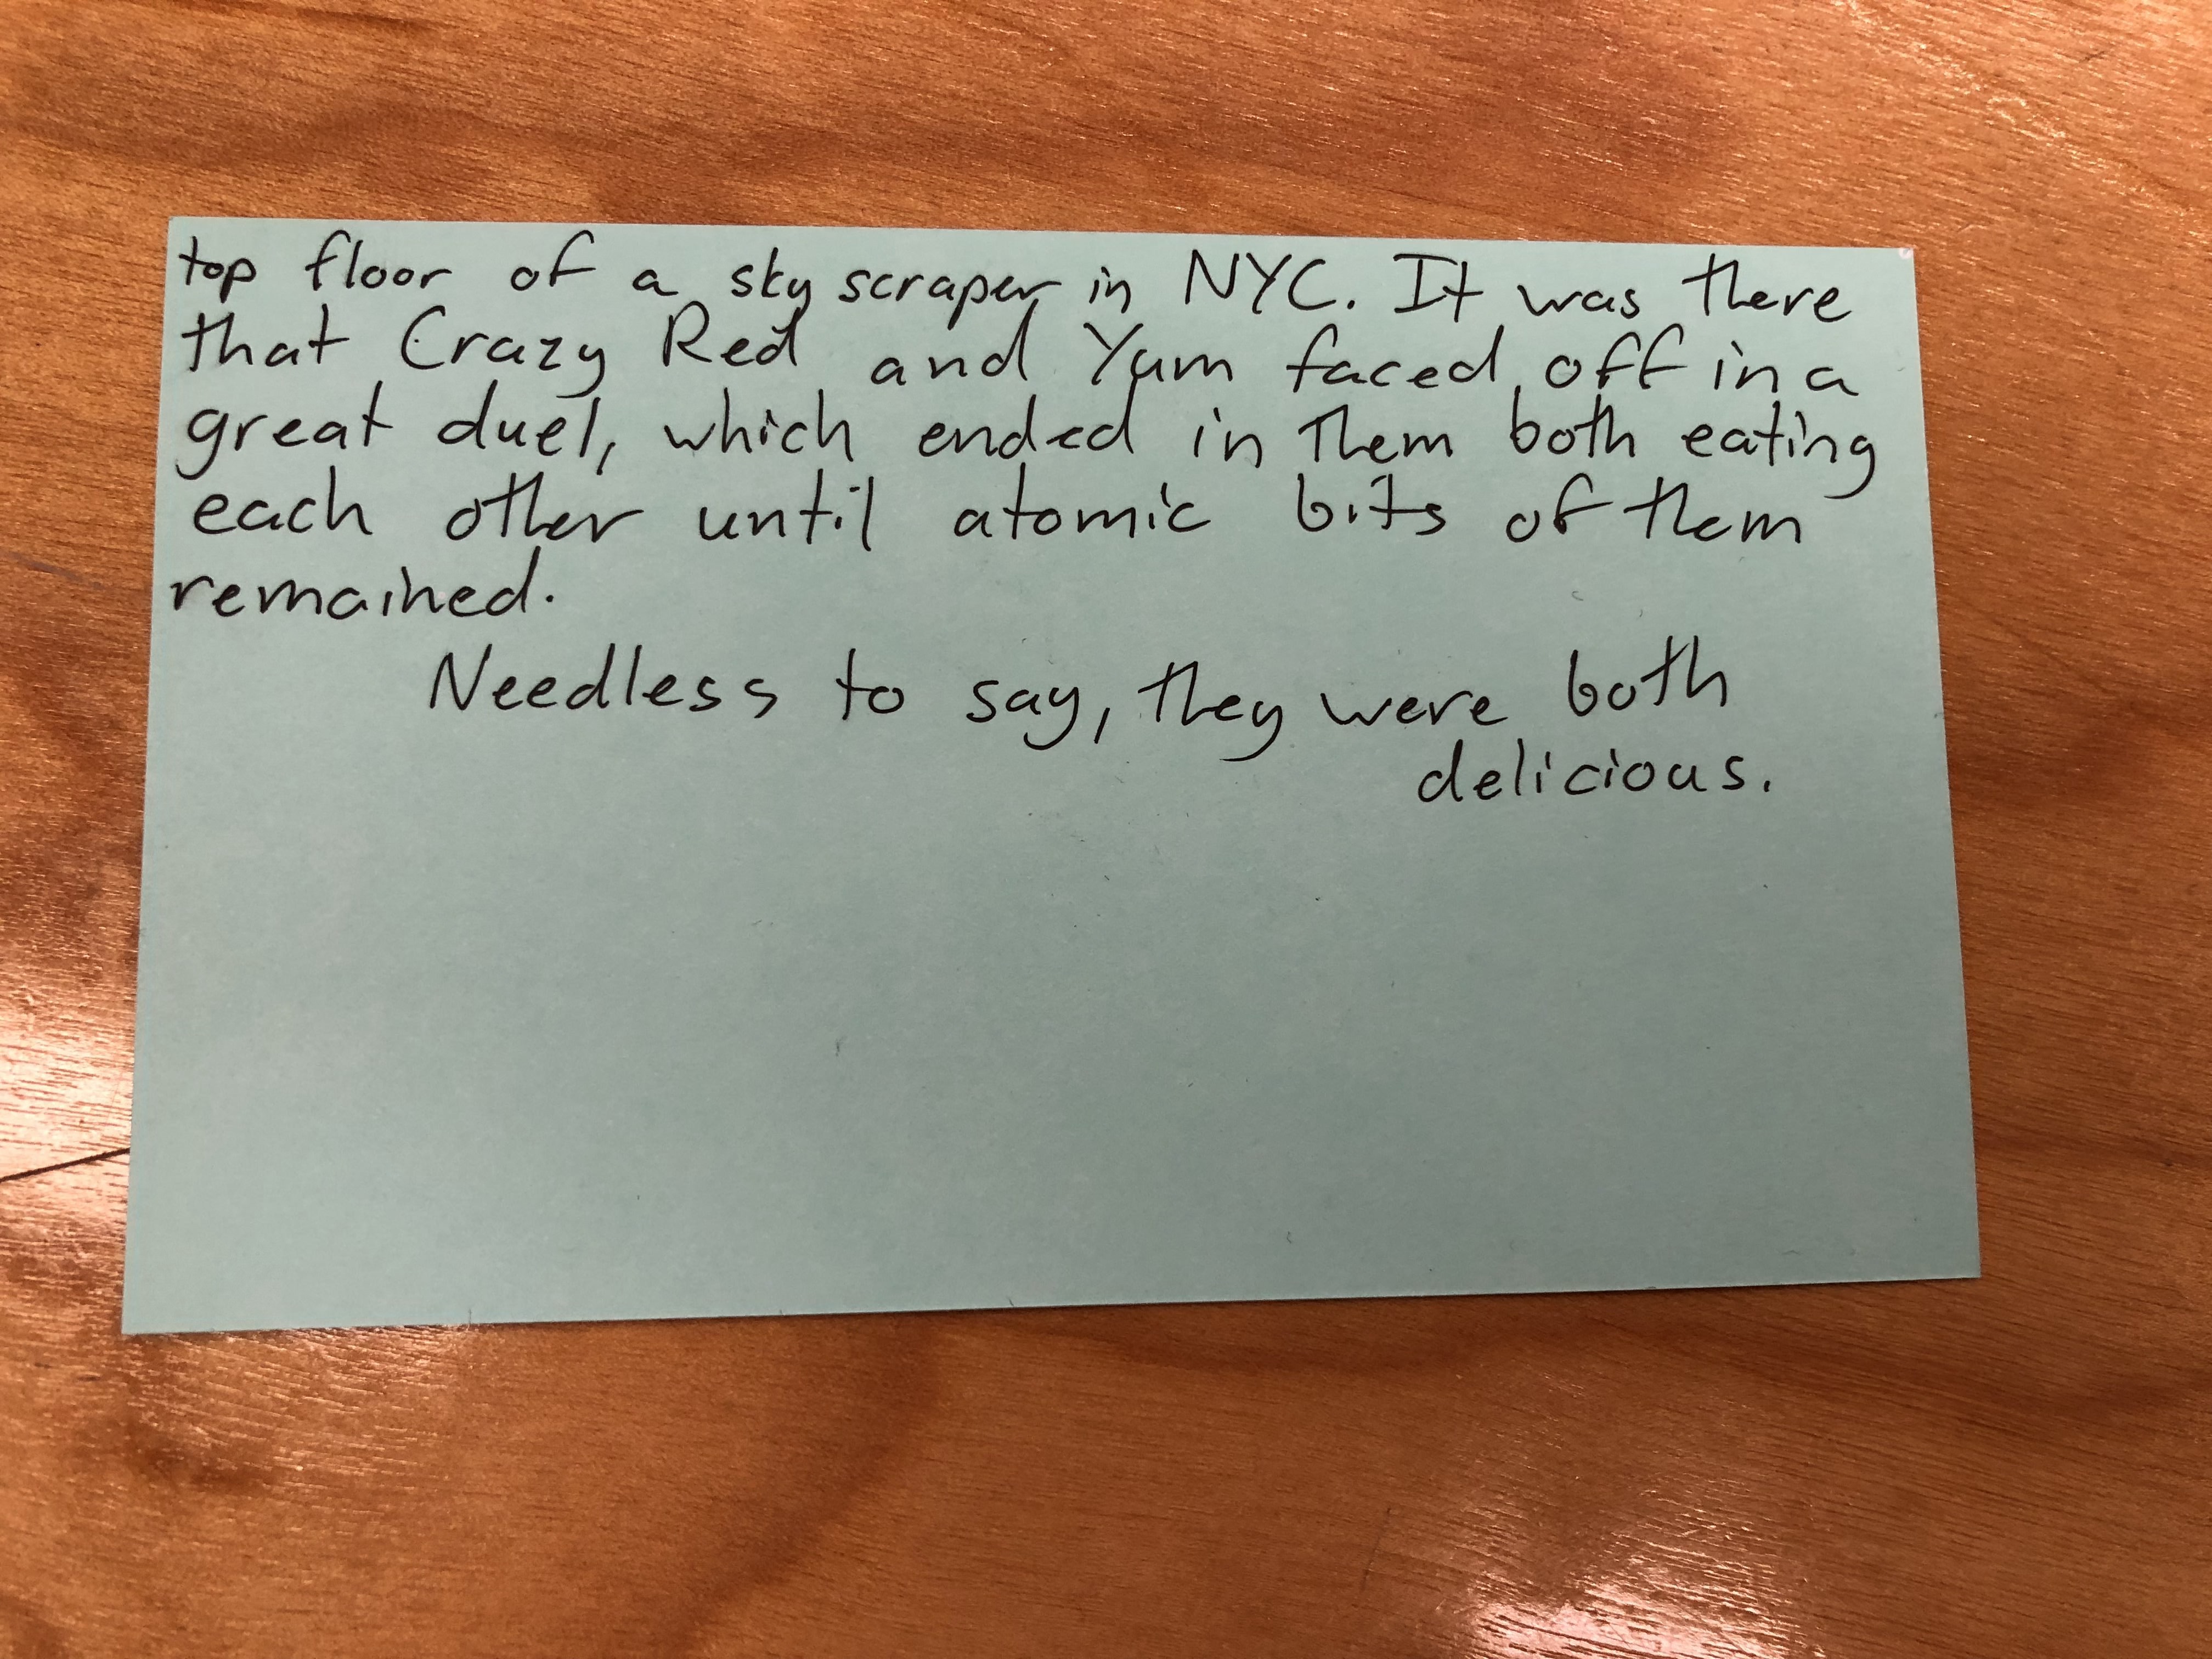 top floor of a sky scraper in NYC. It was there
that Crazy Red and Yum faced off in a
great duel, which ended in them both eating
each other until atomic bits of them
remained.
Needless to say, they were both
delicious.